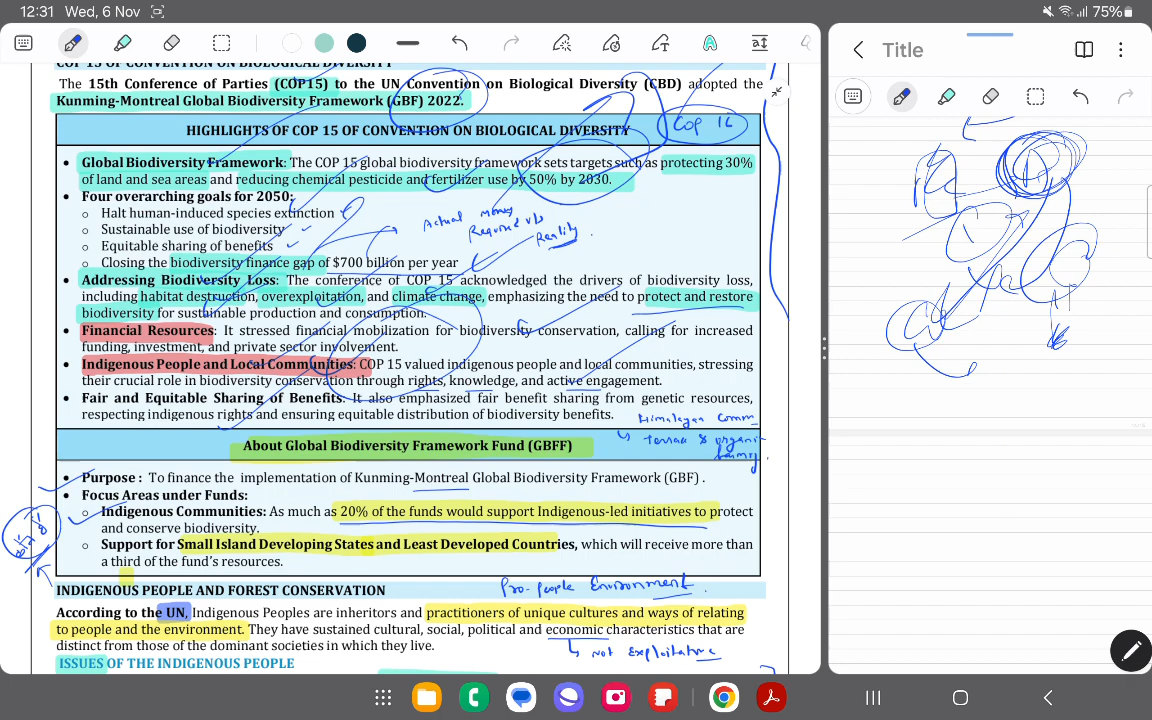 12:31 Wed, 6 Nov
75%
Title
COP 15 OF CONVENTION ON BIOLOGICAL DIVERSITY
The 15th Conference of Parties (COP15) to the UN Convention on Biological Diversity (CBD) adopted the
Kunming-Montreal Global Biodiversity Framework (GBF) 2022.
HIGHLIGHTS OF COP 15 OF CONVENTION ON BIOLOGICAL DIVERSITY
Cop 16
• Global Biodiversity Framework: The COP 15 global biodiversity framework sets targets such as protecting 30%
of land and sea areas and reducing chemical pesticide and fertilizer use by 50% by 2030.
• Four overarching goals for 2050:
o Halt human-induced species extinction
o Sustainable use of biodiversity
o Equitable sharing of benefits
o Closing the biodiversity finance gap of $700 billion per year
Actual money
Required v/s
Reality.
• Addressing Biodiversity Loss: The conference of COP 15 acknowledged the drivers of biodiversity loss,
including habitat destruction, overexploitation, and climate change, emphasizing the need to protect and restore
biodiversity for sustainable production and consumption.
• Financial Resources: It stressed financial mobilization for biodiversity conservation, calling for increased
funding, investment, and private sector involvement.
• Indigenous People and Local Communities: COP 15 valued indigenous people and local communities, stressing
their crucial role in biodiversity conservation through rights, knowledge, and active engagement.
• Fair and Equitable Sharing of Benefits: It also emphasized fair benefit sharing from genetic resources,
respecting indigenous rights and ensuring equitable distribution of biodiversity benefits.
Himalayan Comm
terrace & organic
farming.
About Global Biodiversity Framework Fund (GBFF)
• Purpose : To finance the implementation of Kunming-Montreal Global Biodiversity Framework (GBF) .
• Focus Areas under Funds:
o Indigenous Communities: As much as 20% of the funds would support Indigenous-led initiatives to protect
and conserve biodiversity.
o Support for Small Island Developing States and Least Developed Countries, which will receive more than
a third of the fund's resources.
INDIGENOUS PEOPLE AND FOREST CONSERVATION
Pro-people Environment.
According to the UN, Indigenous Peoples are inheritors and practitioners of unique cultures and ways of relating
to people and the environment. They have sustained cultural, social, political and economic characteristics that are
distinct from those of the dominant societies in which they live.
not exploitative
ISSUES OF THE INDIGENOUS PEOPLE